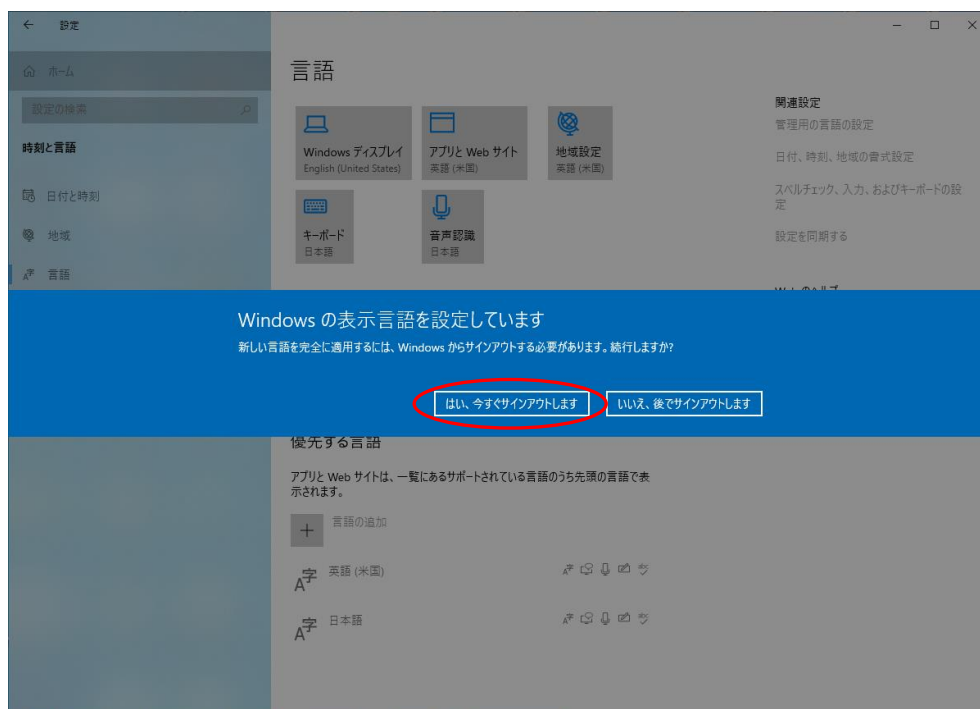 設定
ホーム
設定の検索
時刻と言語
日付と時刻
地域
言語
言語
Windows ディスプレイ
English (United States)
アプリと Web サイト
英語 (米国)
地域設定
英語 (米国)
キーボード
日本語
音声認識
日本語
関連設定
管理用の言語の設定
日付、時刻、地域の書式設定
スペルチェック、入力、およびキーボードの設
定
設定を同期する
Windows の表示言語を設定しています
新しい言語を完全に適用するには、Windows からサインアウトする必要があります。続行しますか?
はい、今すぐサインアウトします
いいえ、後でサインアウトします
優先する言語
アプリと Web サイトは、一覧にあるサポートされている言語のうち先頭の言語で表
示されます。
言語の追加
英語 (米国)
日本語